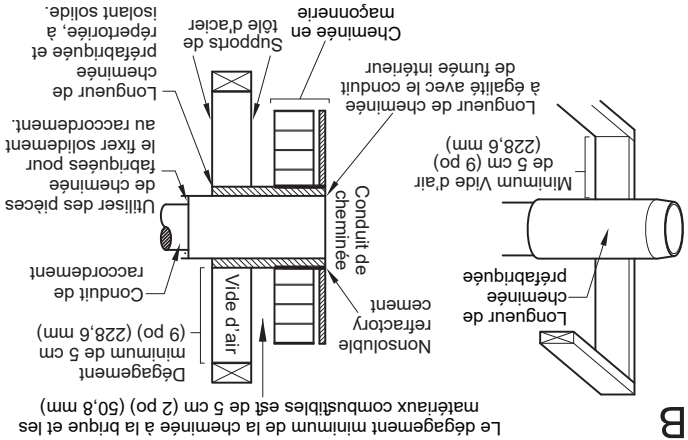 B
Le dégagement minimum de la cheminée à la brique et les
matériaux combustibles est de 5 cm (2 po) (50,8 mm)
Longueur de
cheminée
préfabriquée
Minimum Vide d'air
de 5 cm (9 po)
(228,6 mm)
Nonsoluble
refractory
cement
Conduit de
cheminée
Longueur de cheminée
à égalité avec le conduit
de fumée intérieur
Cheminée en
maçonnerie
Dégagement
minimum de 5 cm
(9 po) (228,6 mm)
Vide d'air
Conduit de
raccordement
Utiliser des pièces
de cheminée
fabriquées pour
le fixer solidement
au raccordement.
Longueur de
cheminée
préfabriquée et
répertoriée, à
isolant solide.
Supports de
tôle d'acier